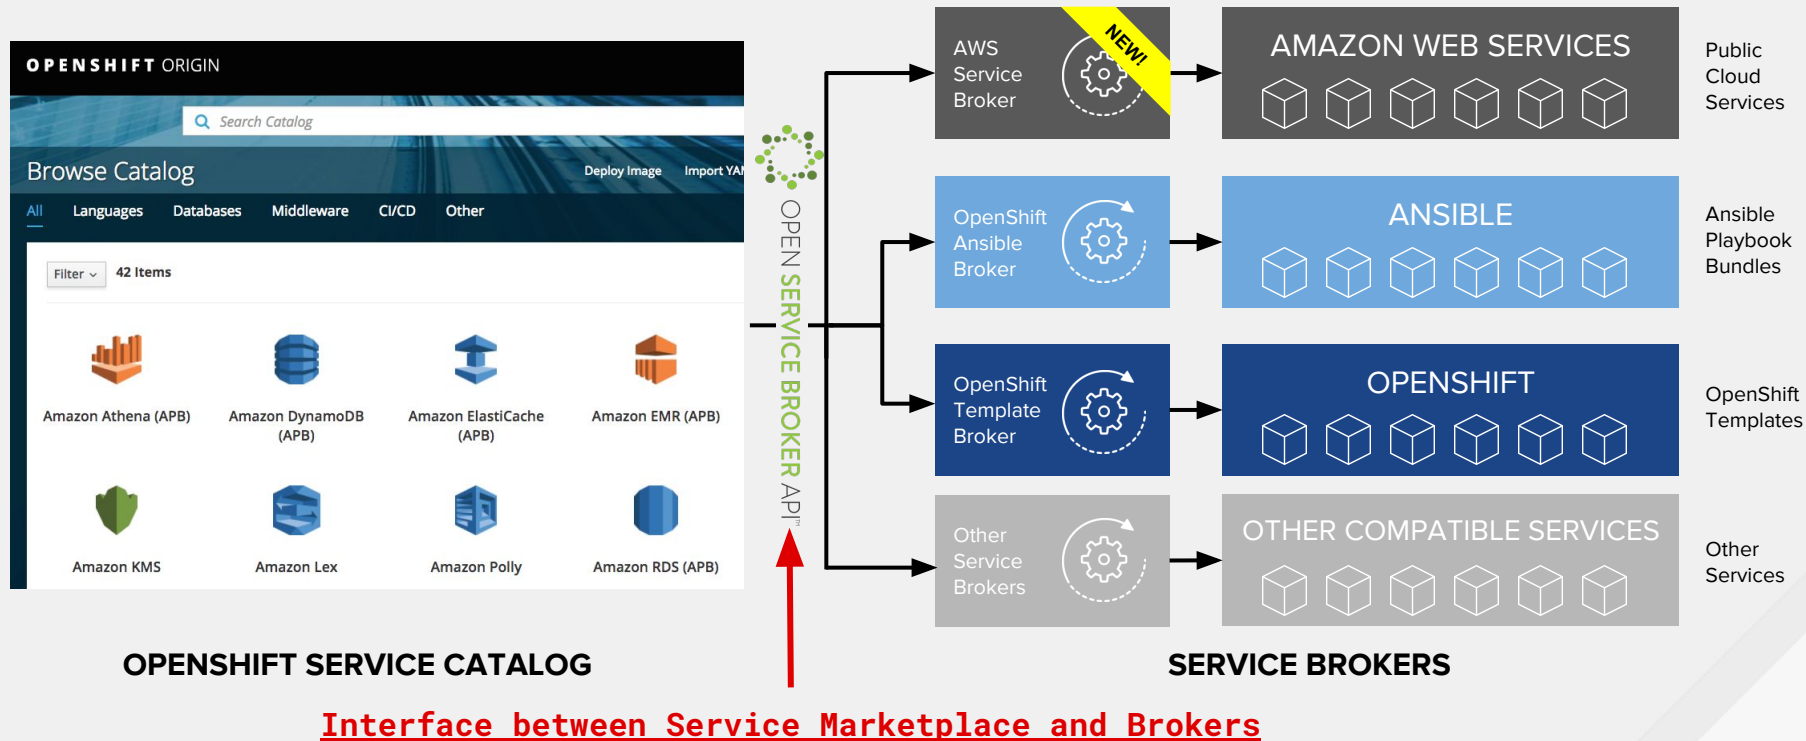 OPENSHIFT ORIGIN
Search Catalog
Browse Catalog
Deploy Image Import YAM
All Languages Databases Middleware CI/CD Other
Filter 42 Items
Amazon Athena (APB)
Amazon DynamoDB
(APB)
Amazon ElastiCache
(APB)
Amazon EMR (APB)
Amazon KMS
Amazon Lex
Amazon Polly
Amazon RDS (APB)
OPENSHIFT SERVICE CATALOG
OPEN SERVICE BROKER API™
AWS
Service
Broker
NEW!
AMAZON WEB SERVICES
Public
Cloud
Services
OpenShift
Ansible
Broker
ANSIBLE
Ansible
Playbook
Bundles
OpenShift
Template
Broker
OPENSHIFT
OpenShift
Templates
Other
Service
Brokers
OTHER COMPATIBLE SERVICES
Other
Services
SERVICE BROKERS
Interface between Service Marketplace and Brokers